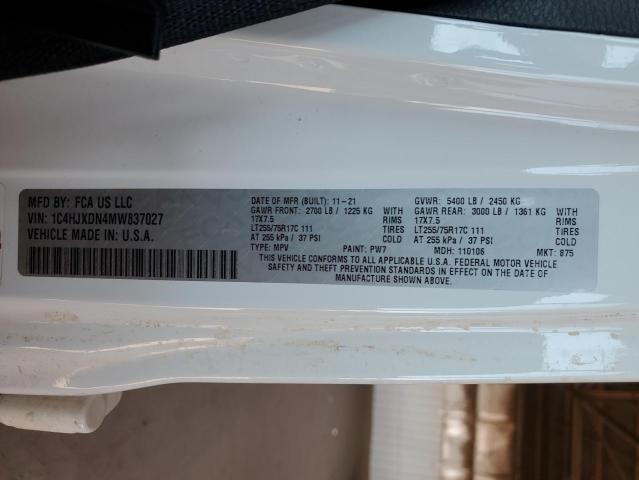 MFD BY: FCA US LLC
VIN: 1C4HJXDN4MW837027
VEHICLE MADE IN: U.S.A.
DATE OF MFR (BUILT): 11-21 GVWR: 5400 LB / 2450 KG
GAWR FRONT: 2700 LB / 1225 KG WITH GAWR REAR: 3000 LB / 1361 KG WITH
17X7.5 RIMS 17X7.5 RIMS
LT255/75R17C 111 TIRES LT255/75R17C 111 TIRES
AT 255 kPa / 37 PSI COLD AT 255 kPa / 37 PSI COLD
TYPE: MPV PAINT: PW7 MDH: 110106 MKT: 875
THIS VEHICLE CONFORMS TO ALL APPLICABLE U.S.A. FEDERAL MOTOR VEHICLE
SAFETY AND THEFT PREVENTION STANDARDS IN EFFECT ON THE DATE OF
MANUFACTURE SHOWN ABOVE.